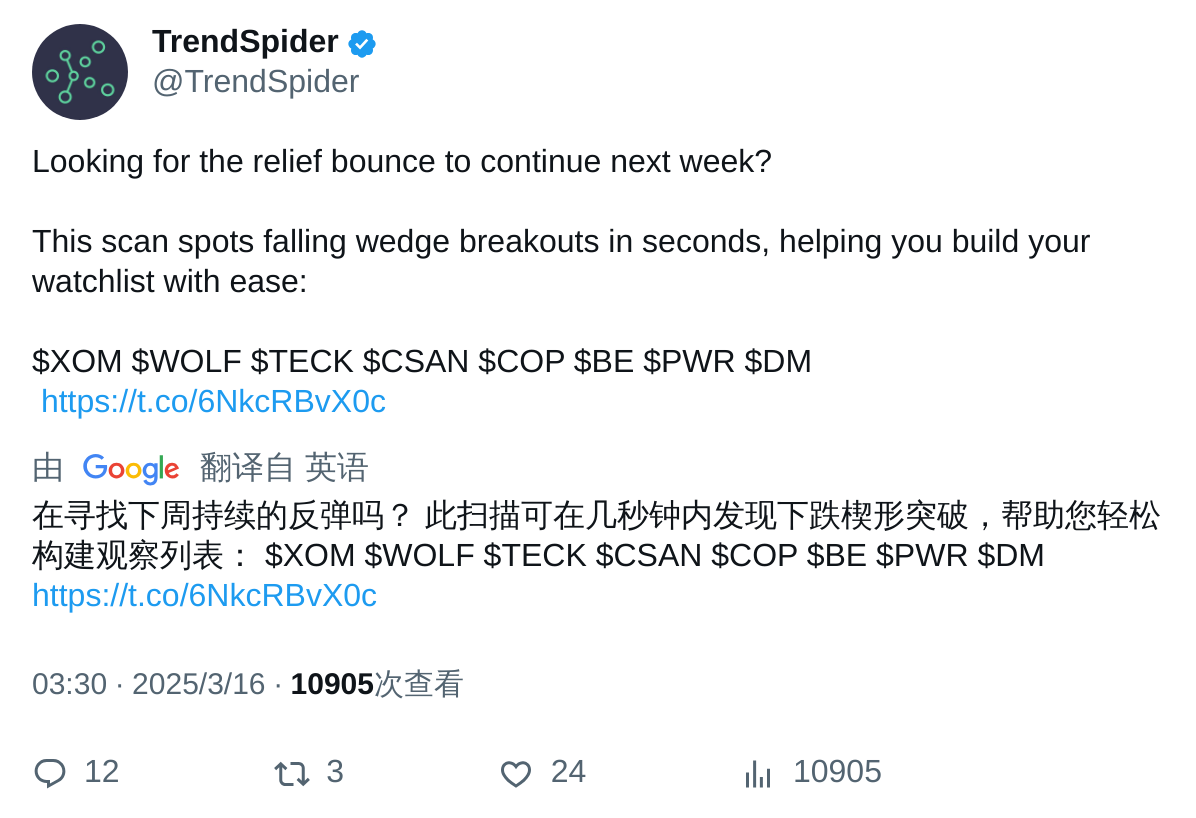 TrendSpider
@TrendSpider
Looking for the relief bounce to continue next week?
This scan spots falling wedge breakouts in seconds, helping you build your
watchlist with ease:
$XOM $WOLF $TECK $CSAN $COP $BE $PWR $DM
https://t.co/6NkcRBvX0c
由 Google 翻译自 英语
在寻找下周持续的反弹吗？ 此扫描可在几秒钟内发现下跌楔形突破，帮助您轻松
构建观察列表： $XOM $WOLF $TECK $CSAN $COP $BE $PWR $DM
https://t.co/6NkcRBvX0c
03:30 · 2025/3/16 · 10905次查看
12 3 24 10905